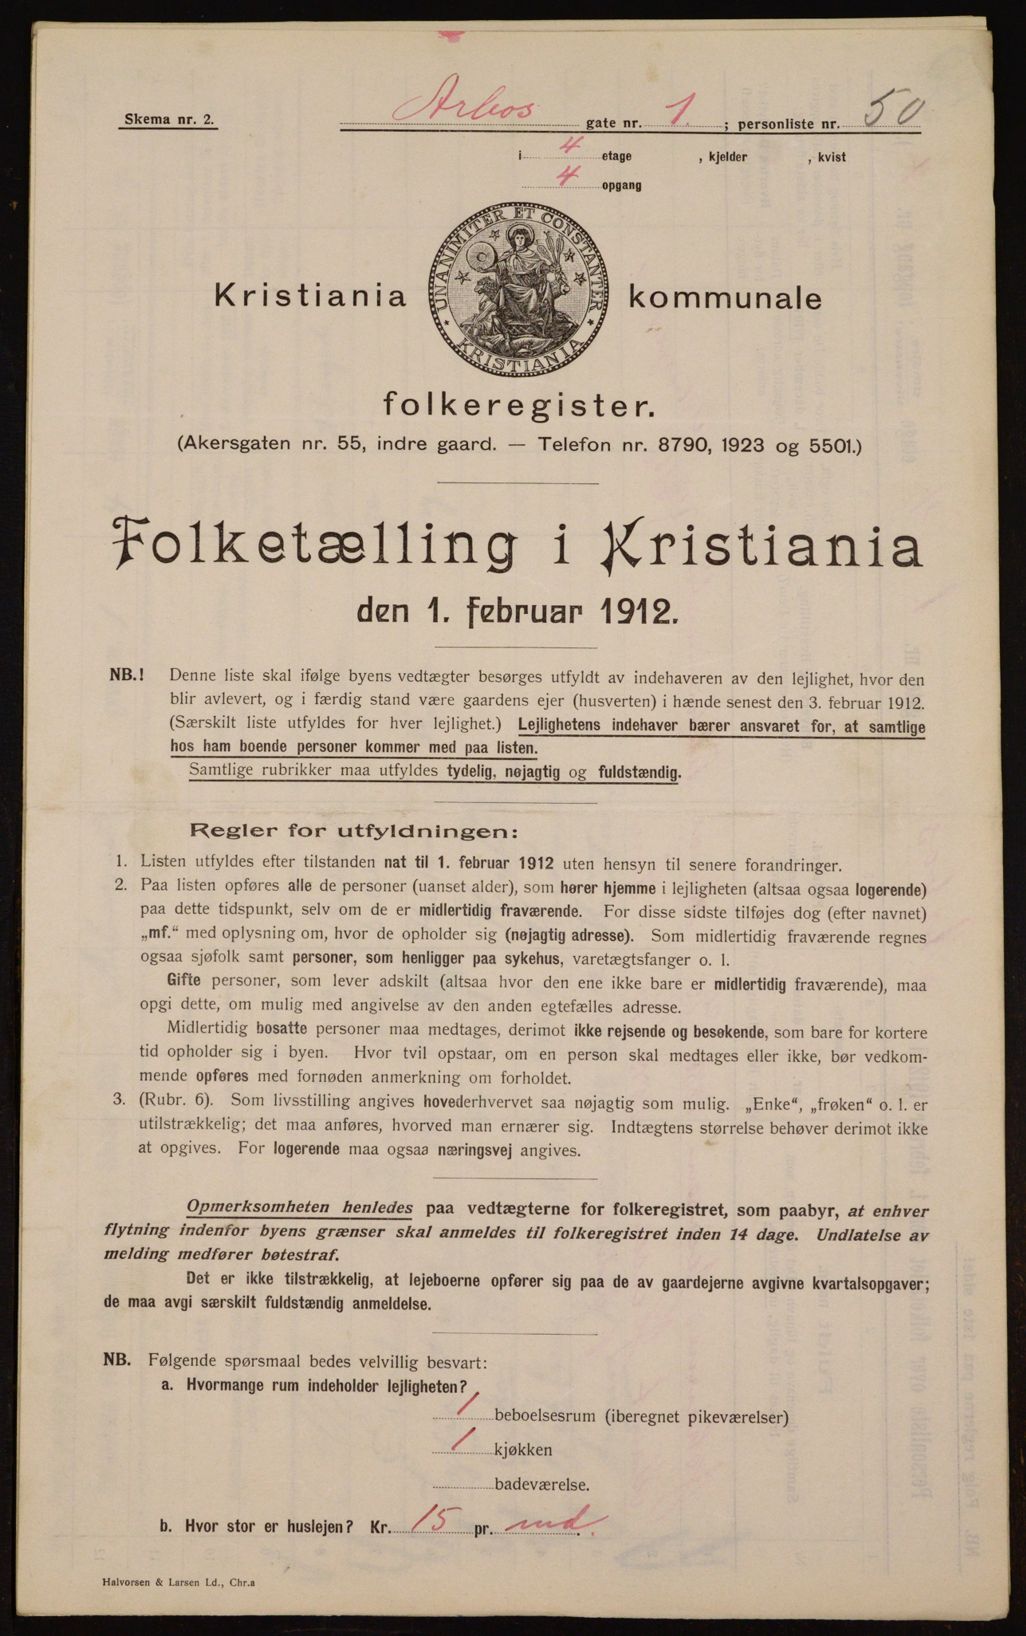 Skema nr. 2.
Arbos gate nr. 1. ; personliste nr. 50
i 4 etage , kjelder , kvist
4 opgang
UNANIMITER ET CONSTANTER
KRISTIANIA
Kristiania kommunale
folkeregister.
(Akersgaten nr. 55, indre gaard. — Telefon nr. 8790, 1923 og 5501.)
Folketælling i Kristiania
den 1. februar 1912.
NB.! Denne liste skal ifølge byens vedtægter besørges utfyldt av indehaveren av den lejlighet, hvor den
blir avlevert, og i færdig stand være gaardens ejer (husverten) i hænde senest den 3. februar 1912.
(Særskilt liste utfyldes for hver lejlighet.) Lejlighetens indehaver bærer ansvaret for, at samtlige
hos ham boende personer kommer med paa listen.
Samtlige rubrikker maa utfyldes tydelig, nøjagtig og fuldstændig.
Regler for utfyldningen:
1. Listen utfyldes efter tilstanden nat til 1. februar 1912 uten hensyn til senere forandringer.
2. Paa listen opføres alle de personer (uanset alder), som hører hjemme i lejligheten (altsaa ogsaa logerende)
paa dette tidspunkt, selv om de er midlertidig fraværende. For disse sidste tilføjes dog (efter navnet)
„mf.“ med oplysning om, hvor de opholder sig (nøjagtig adresse). Som midlertidig fraværende regnes
ogsaa sjøfolk samt personer, som henligger paa sykehus, varetægtsfanger o. l.
Gifte personer, som lever adskilt (altsaa hvor den ene ikke bare er midlertidig fraværende), maa
opgi dette, om mulig med angivelse av den anden egtefælles adresse.
Midlertidig bosatte personer maa medtages, derimot ikke rejsende og besøkende, som bare for kortere
tid opholder sig i byen. Hvor tvil opstaar, om en person skal medtages eller ikke, bør vedkom-
mende opføres med fornøden anmerkning om forholdet.
3. (Rubr. 6). Som livsstilling angives hovederhvervet saa nøjagtig som mulig. „Enke“, „frøken“ o. l. er
utilstrækkelig; det maa anføres, hvorved man ernærer sig. Indtægtens størrelse behøver derimot ikke
at opgives. For logerende maa ogsaa næringsvej angives.
Opmerksomheten henledes paa vedtægterne for folkeregistret, som paabyr, at enhver
flytning indenfor byens grænser skal anmeldes til folkeregistret inden 14 dage. Undlatelse av
melding medfører bøtestraf.
Det er ikke tilstrækkelig, at lejeboerne opfører sig paa de av gaardejerne avgivne kvartalsopgaver;
de maa avgi særskilt fuldstændig anmeldelse.
NB. Følgende spørsmaal bedes velvillig besvart:
a. Hvormange rum indeholder lejligheten?
1 beboelsesrum (iberegnet pikeværelser)
1 kjøkken
badeværelse.
b. Hvor stor er huslejen? Kr. 15 pr. md.
Halvorsen & Larsen Ld., Chr.a